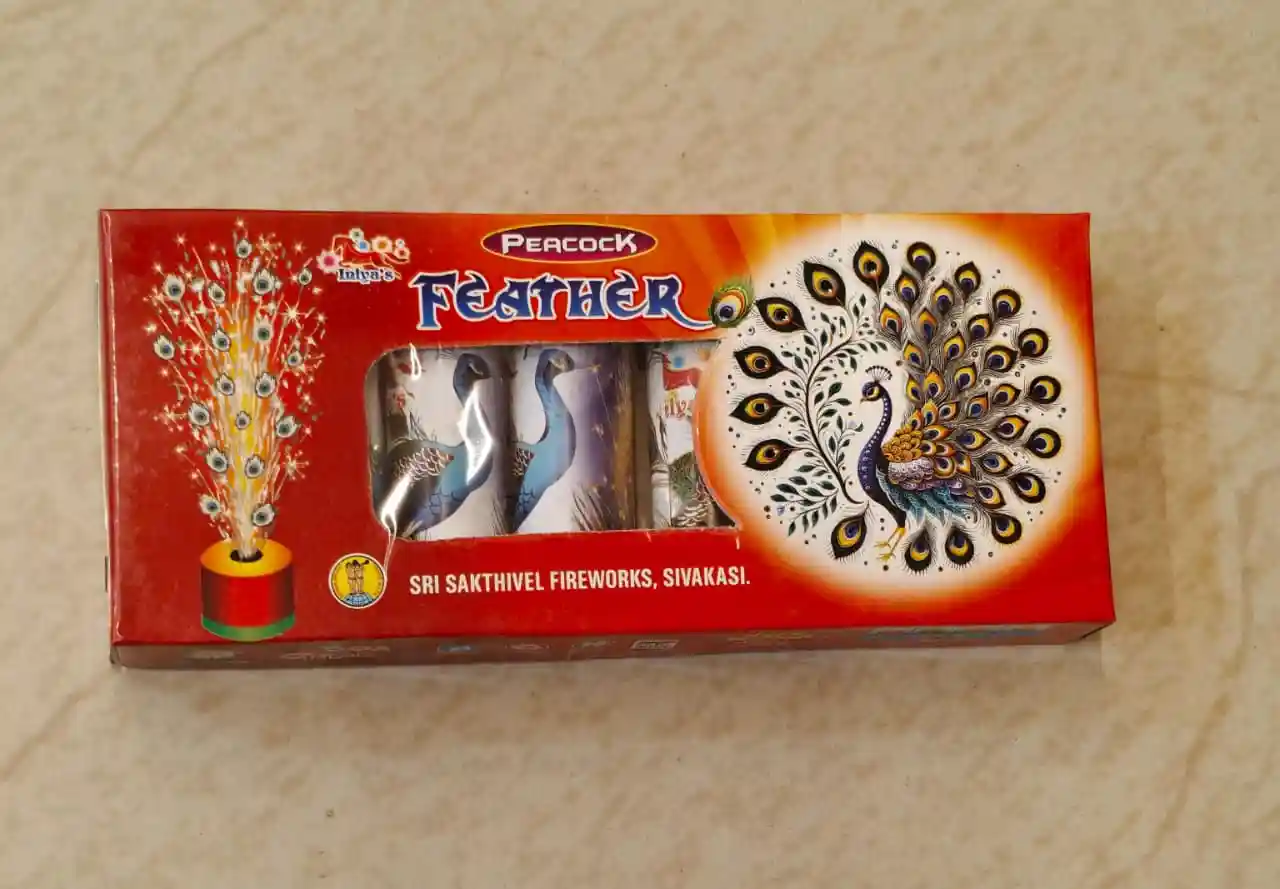 Iniya's
PEACOCK
FEATHER
SRI SAKTHIVEL FIREWORKS, SIVAKASI.